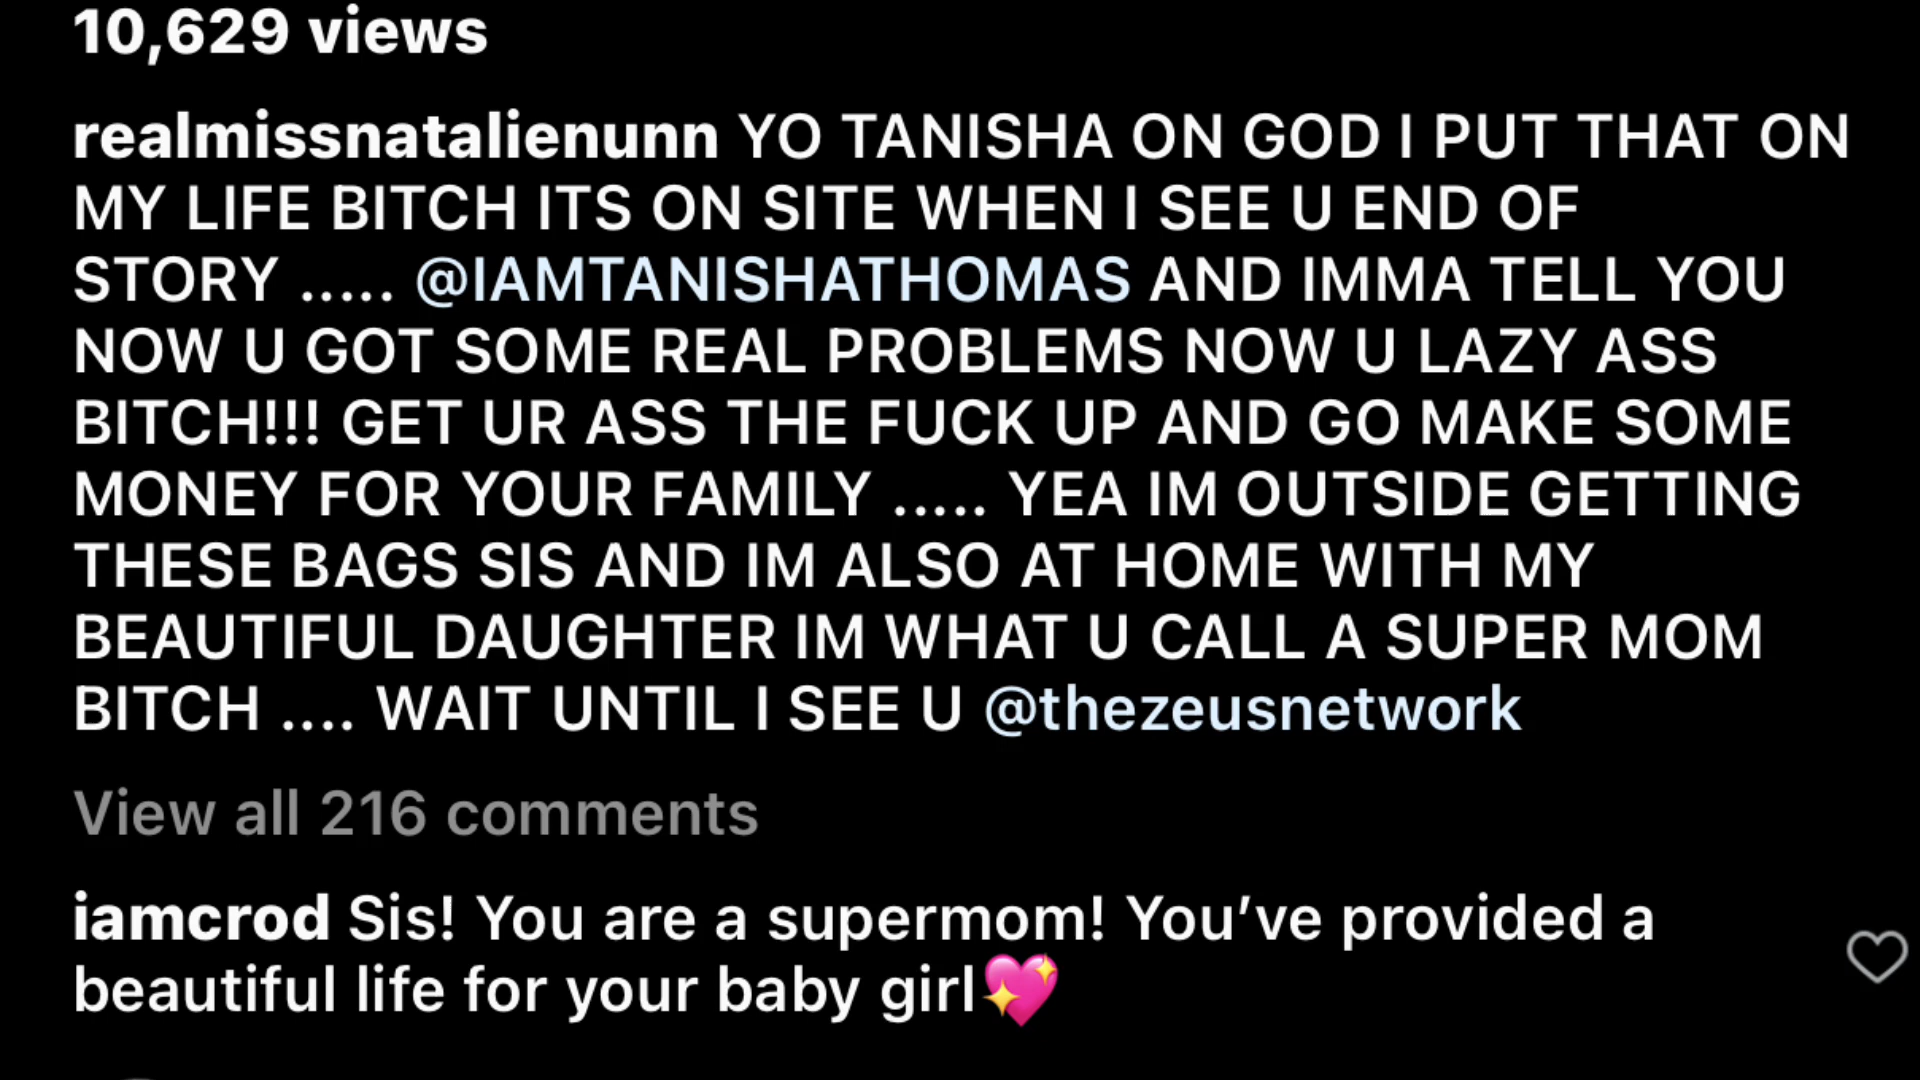 10,629 views
realmissnatalienunn YO TANISHA ON GOD I PUT THAT ON
MY LIFE BITCH ITS ON SITE WHEN I SEE U END OF
STORY ..... @IAMTANISHATHOMAS AND IMMA TELL YOU
NOW U GOT SOME REAL PROBLEMS NOW U LAZY ASS
BITCH!!! GET UR ASS THE FUCK UP AND GO MAKE SOME
MONEY FOR YOUR FAMILY ..... YEA IM OUTSIDE GETTING
THESE BAGS SIS AND IM ALSO AT HOME WITH MY
BEAUTIFUL DAUGHTER IM WHAT U CALL A SUPER MOM
BITCH .... WAIT UNTIL I SEE U @thezeusnetwork
View all 216 comments
iamcrod Sis! You are a supermom! You’ve provided a
beautiful life for your baby girl💖